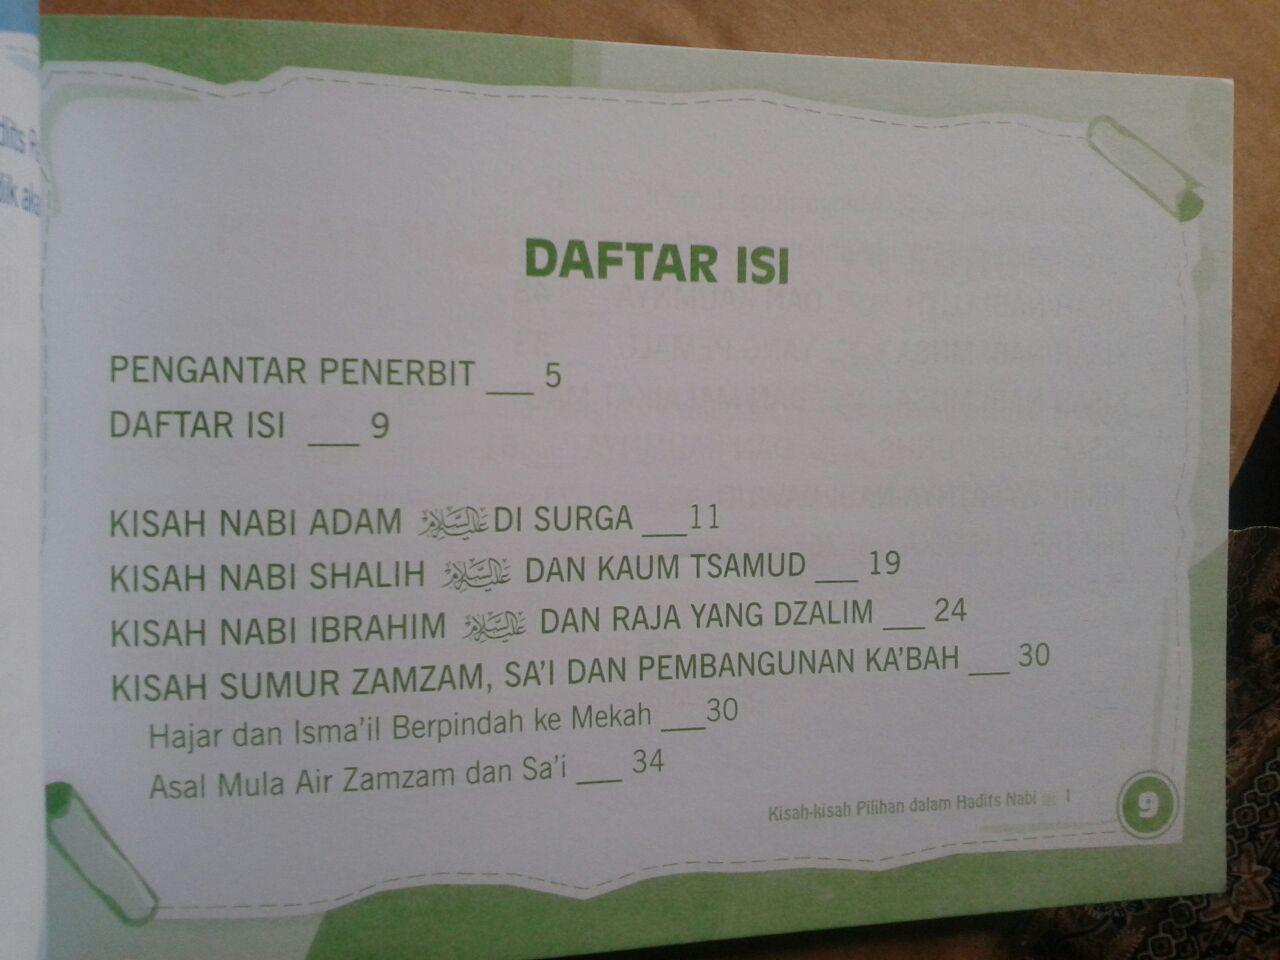 DAFTAR ISI
PENGANTAR PENERBIT ___ 5
DAFTAR ISI ___ 9
KISAH NABI ADAM عليه السلام DI SURGA ___11
KISAH NABI SHALIH عليه السلام DAN KAUM TSAMUD ___ 19
KISAH NABI IBRAHIM عليه السلام DAN RAJA YANG DZALIM ___ 24
KISAH SUMUR ZAMZAM, SA'I DAN PEMBANGUNAN KA'BAH ___ 30
Hajar dan Isma'il Berpindah ke Mekah ___30
Asal Mula Air Zamzam dan Sa'i ___ 34
Kisah-kisah Pilihan dalam Hadits Nabi 1
9